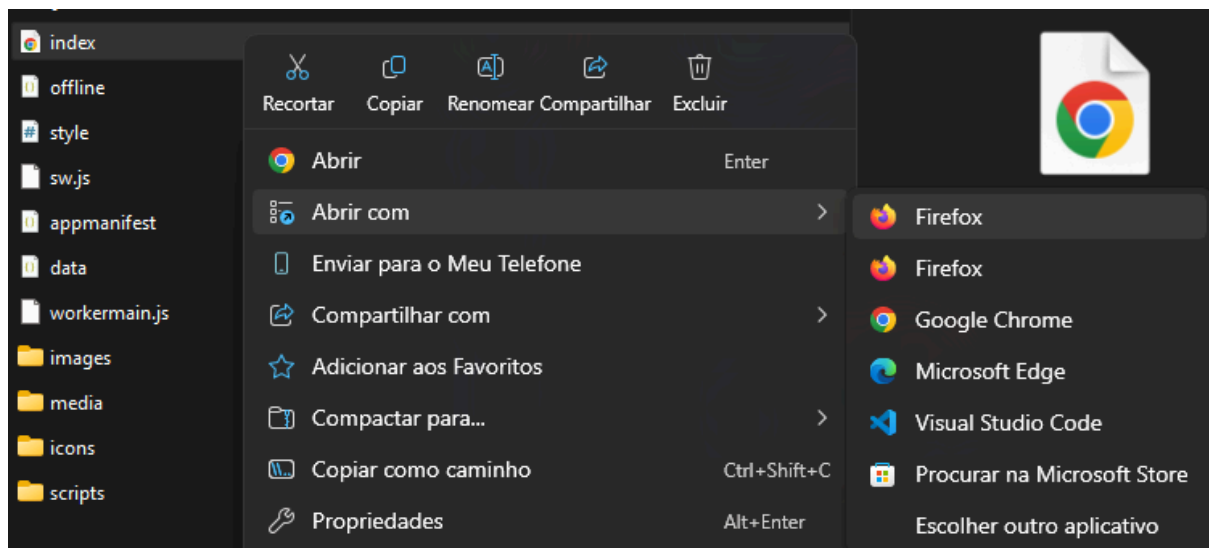 index
offline
style
sw.js
appmanifest
data
workermain.js
images
media
icons
scripts
Recortar Copiar Renomear Compartilhar Excluir
Abrir Enter
Abrir com
Enviar para o Meu Telefone
Compartilhar com
Adicionar aos Favoritos
Compactar para...
Copiar como caminho Ctrl+Shift+C
Propriedades Alt+Enter
Firefox
Firefox
Google Chrome
Microsoft Edge
Visual Studio Code
Procurar na Microsoft Store
Escolher outro aplicativo